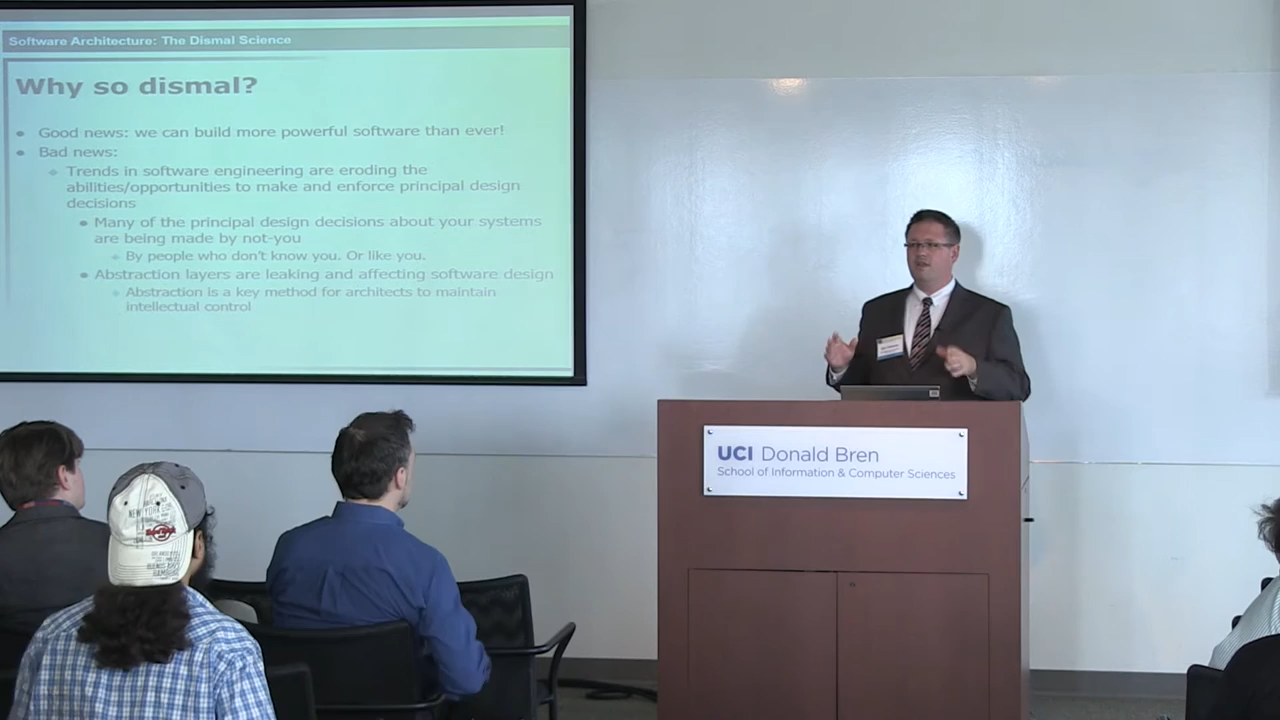 Software Architecture: The Dismal Science
Why so dismal?
Good news: we can build more powerful software than ever!
Bad news:
Trends in software engineering are eroding the
abilities/opportunities to make and enforce principal design
decisions
Many of the principal design decisions about your systems
are being made by not-you
By people who don't know you. Or like you.
Abstraction layers are leaking and affecting software design
Abstraction is a key method for architects to maintain
intellectual control
UCI Donald Bren
School of Information & Computer Sciences
NEW YORK